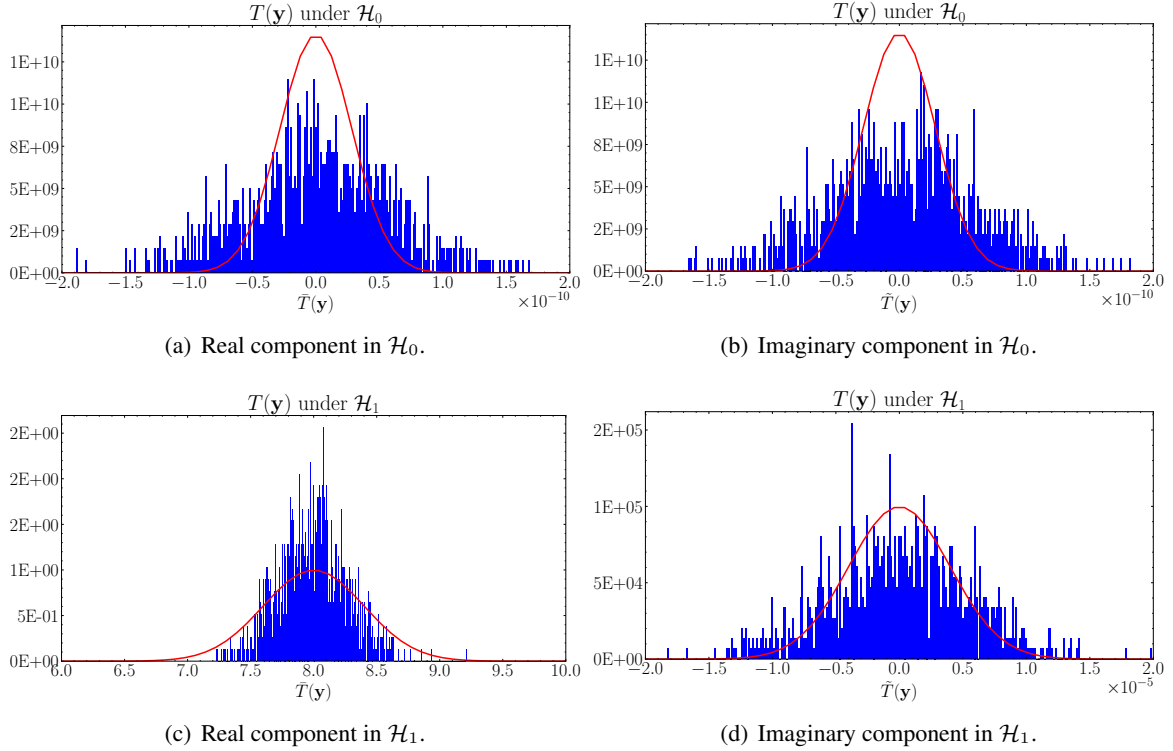 T(y) under H₀
1E+10
1E+10
8E+09
5E+09
2E+09
0E+00
−2.0 −1.5 −1.0 −0.5 0.0 0.5 1.0 1.5 2.0
×10⁻¹⁰
T̄(y)
(a) Real component in H₀.
T(y) under H₀
1E+10
1E+10
8E+09
5E+09
2E+09
0E+00
−2.0 −1.5 −1.0 −0.5 0.0 0.5 1.0 1.5 2.0
×10⁻¹⁰
T̃(y)
(b) Imaginary component in H₀.
T(y) under H₁
2E+00
2E+00
2E+00
1E+00
5E-01
0E+00
6.0 6.5 7.0 7.5 8.0 8.5 9.0 9.5 10.0
T̄(y)
(c) Real component in H₁.
T(y) under H₁
2E+05
1E+05
5E+04
0E+00
−2.0 −1.5 −1.0 −0.5 0.0 0.5 1.0 1.5 2.0
×10⁻⁵
T̃(y)
(d) Imaginary component in H₁.